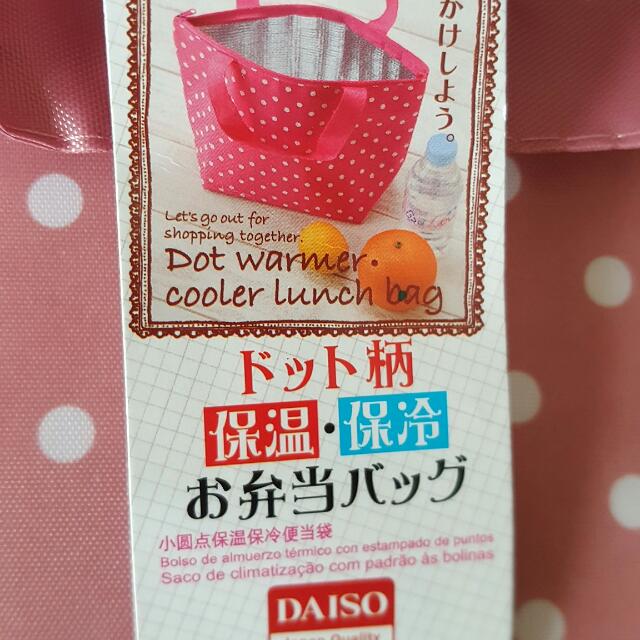 かけしよう。
Let's go out for
shopping together.
Dot warmer・
cooler lunch bag
ドット柄
保温・保冷
お弁当バッグ
小圆点保温保冷便当袋
Bolso de almuerzo térmico con estampado de puntos
Saco de climatização com padrão às bolinas
DAISO
Japan Quality